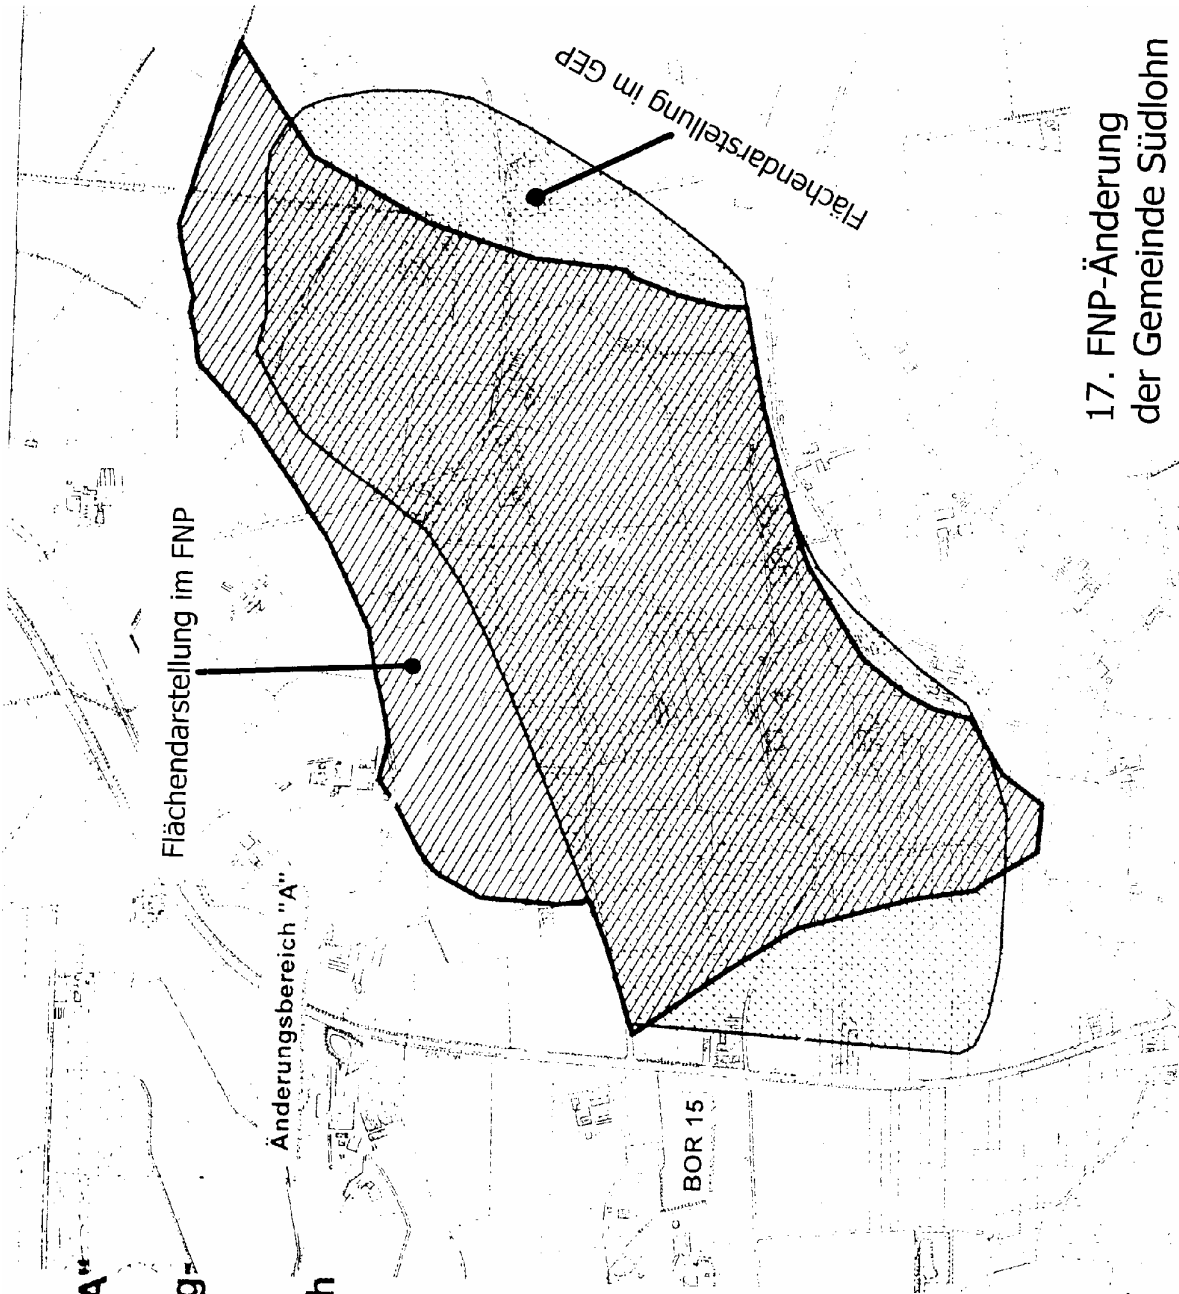 A"
g-
h
Änderungsbereich "A"
Flächendarstellung im FNP
Flächendarstellung im GEP
BOR 15
17. FNP-Änderung
der Gemeinde Südlohn